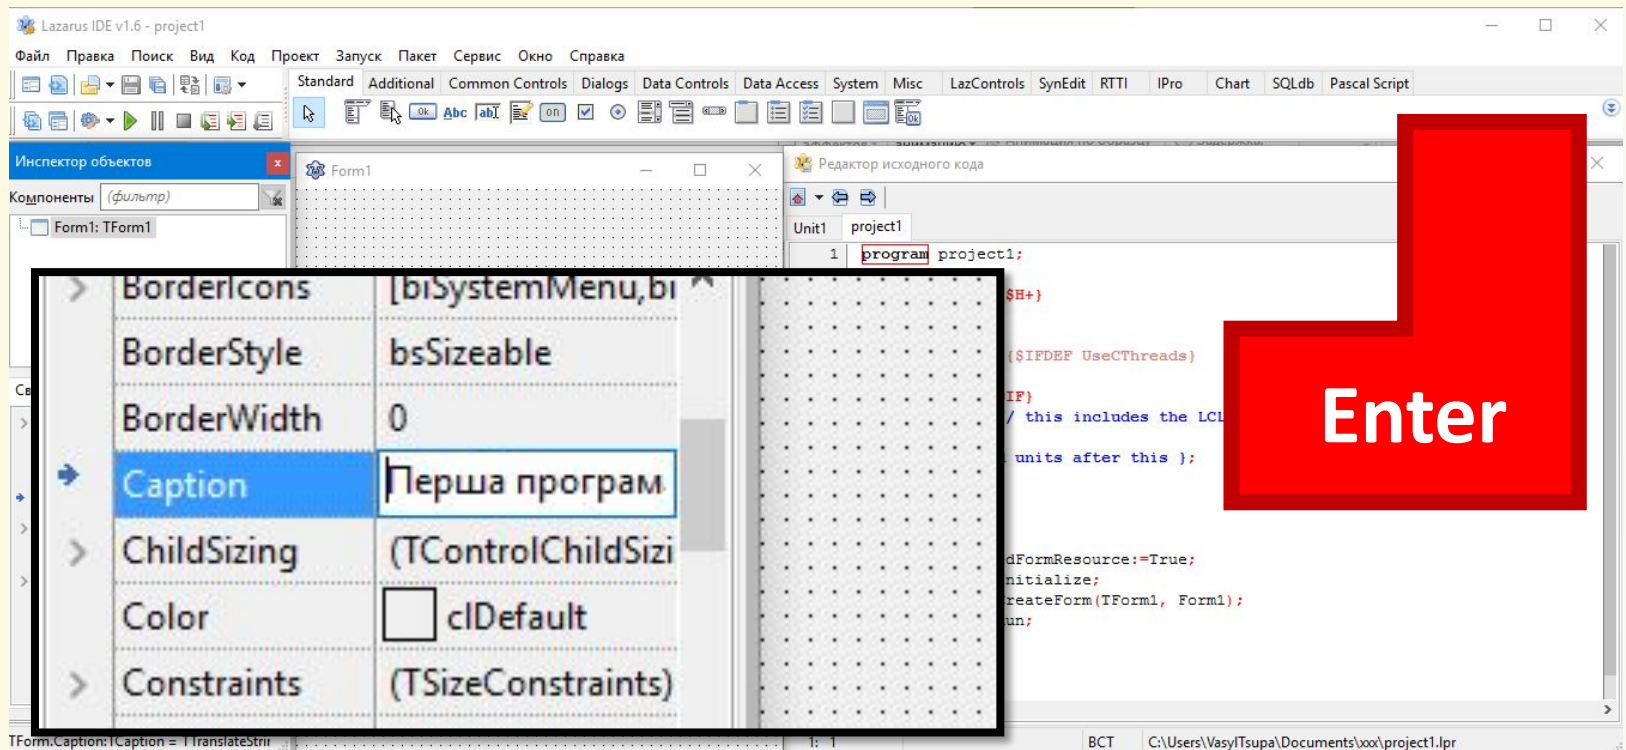 Lazarus IDE v1.6 - project1
Файл Правка Поиск Вид Код Проект Запуск Пакет Сервис Окно Справка
Standard Additional Common Controls Dialogs Data Controls Data Access System Misc LazControls SynEdit RTTI IPro Chart SQLdb Pascal Script
Ok Abc abI on
Инспектор объектов
Form1
Редактор исходного кода
Компоненты (фильтр)
Form1: TForm1
Unit1 project1
1 program project1;
$H+}
{$IFDEF UseCThreads}
IF}
/ this includes the LCL
units after this };
dFormResource:=True;
nitialize;
reateForm(TForm1, Form1);
un;
BorderIcons [biSystemMenu,bi
BorderStyle bsSizeable
BorderWidth 0
Caption Перша програм
ChildSizing (TControlChildSizi
Color clDefault
Constraints (TSizeConstraints)
Enter
TForm.Caption:TCaption = TTranslateStri
1: 1 ВСТ C:\Users\VasylTsupa\Documents\xxx\project1.lpr